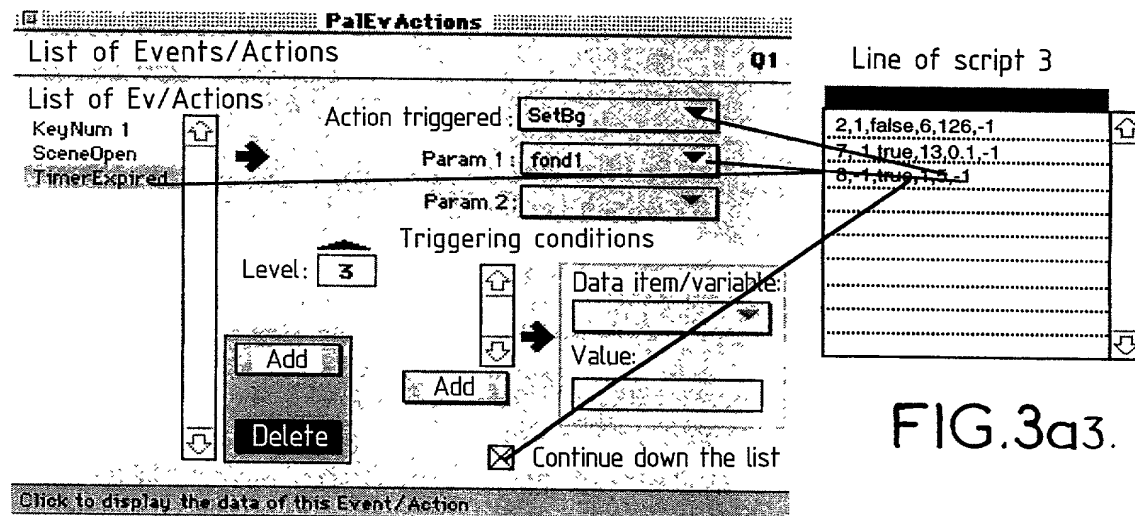 PalEvActions
List of Events/Actions
Q1
List of Ev/Actions
KeyNum 1
SceneOpen
TimerExpired
Action triggered :
SetBg
Param 1 :
fond1
Param 2 :
Triggering conditions
Level:
3
Data item/variable:
Value:
Add
Add
Delete
Continue down the list
Click to display the data of this Event/Action
Line of script 3
2,1,false,6,126,-1
7,-1,true,13,0.1,-1
8,-1,true,1,5,-1
FIG.3a3.